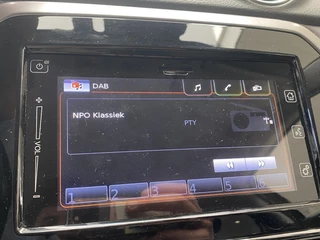 DAB
NPO Klassiek
PTY
VOL
1 2 3 4 5 6